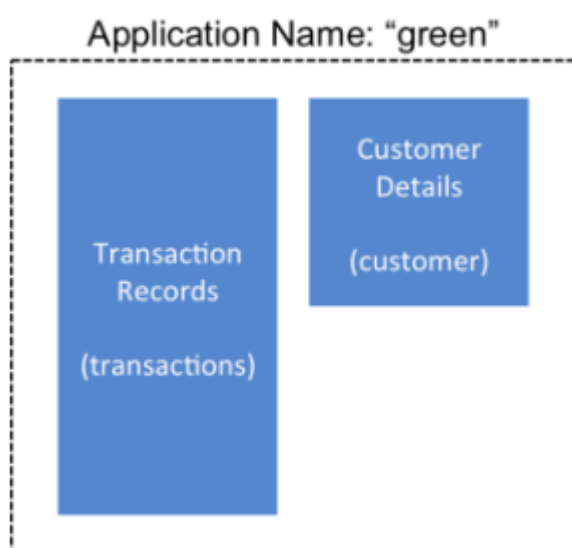 Application Name: “green”
Transaction
Records
(transactions)
Customer
Details
(customer)